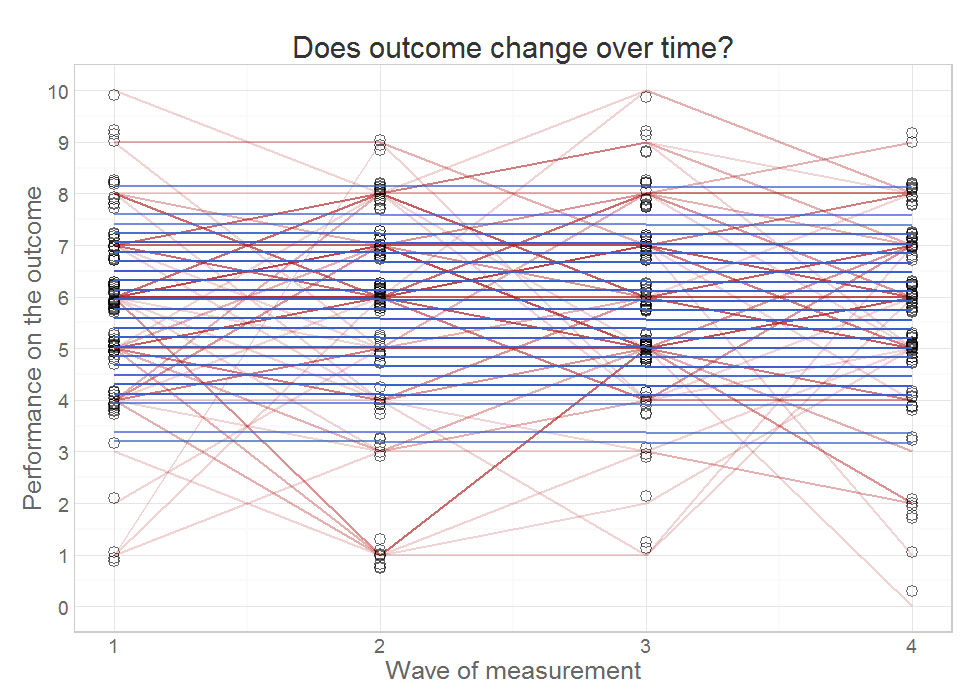 Does outcome change over time?
Performance on the outcome
10
9
8
7
6
5
4
3
2
1
0
1 2 3 4
Wave of measurement